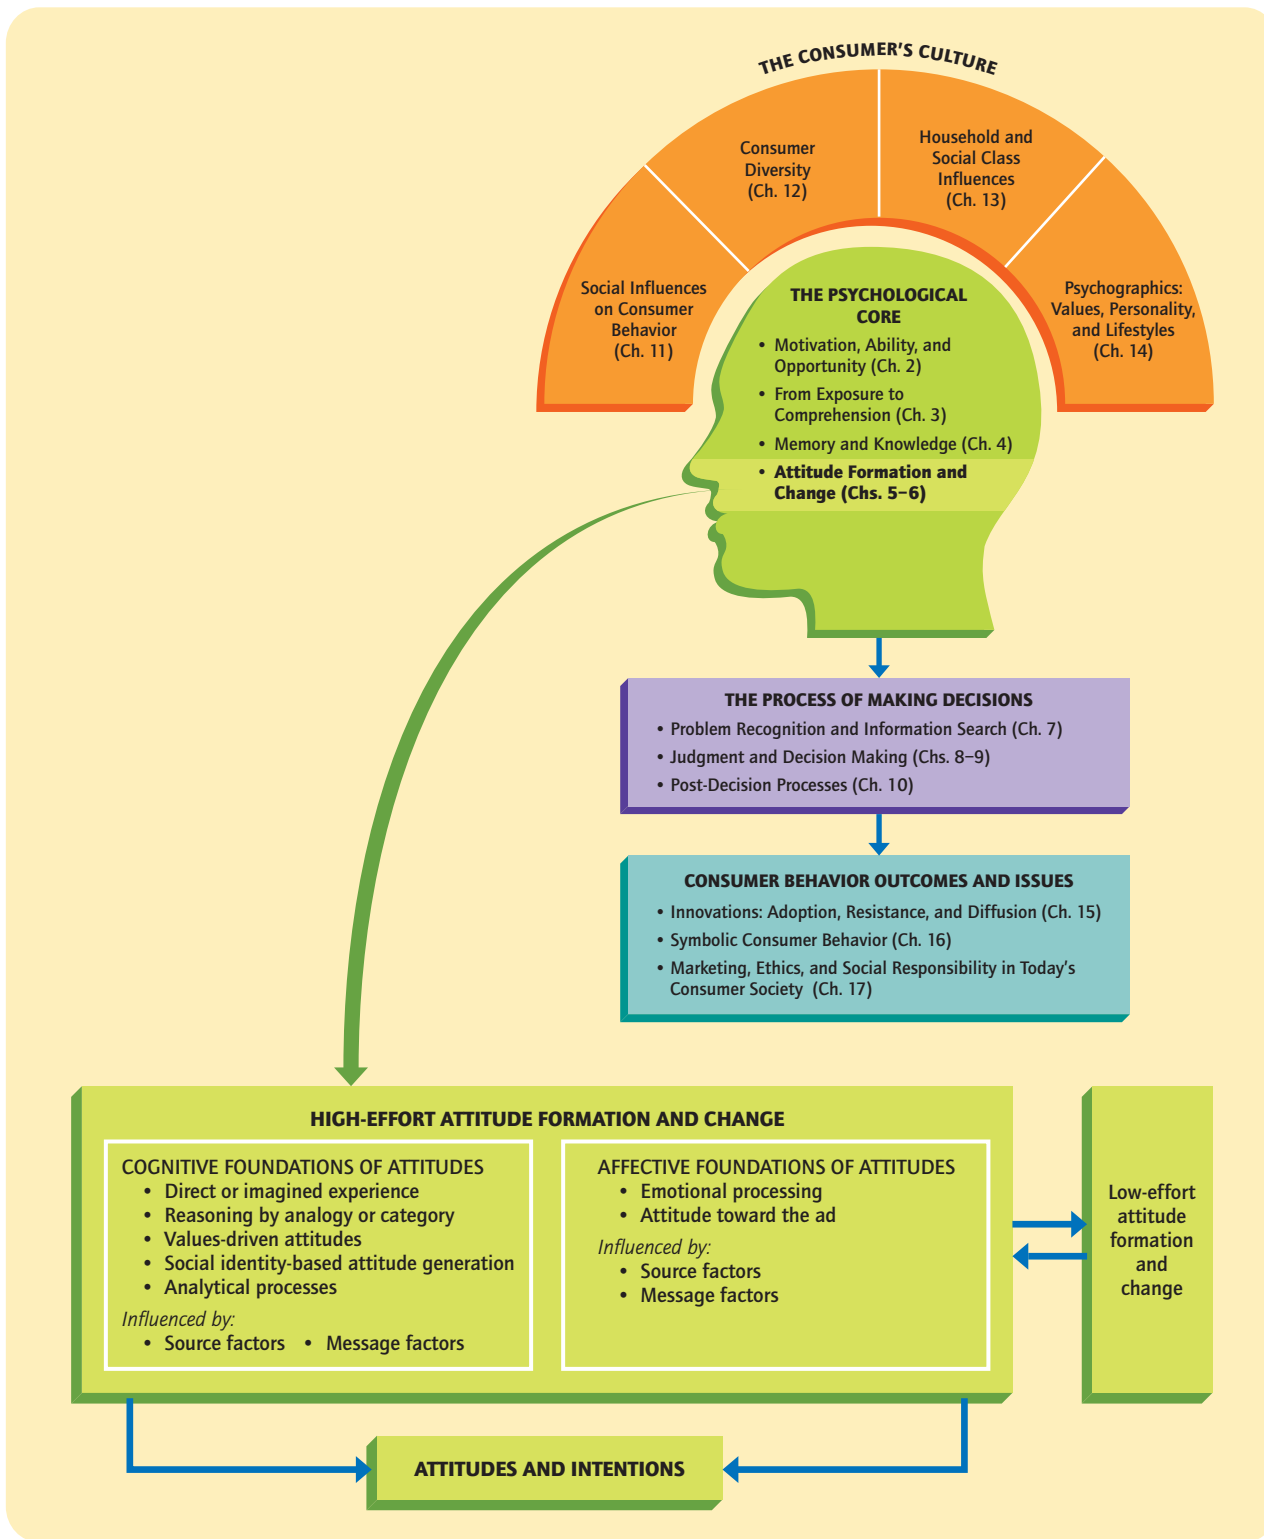 THE CONSUMER'S CULTURE
Social Influences
on Consumer
Behavior
(Ch. 11)
Consumer
Diversity
(Ch. 12)
Household and
Social Class
Influences
(Ch. 13)
Psychographics:
Values, Personality,
and Lifestyles
(Ch. 14)
THE PSYCHOLOGICAL
CORE
• Motivation, Ability, and
Opportunity (Ch. 2)
• From Exposure to
Comprehension (Ch. 3)
• Memory and Knowledge (Ch. 4)
• Attitude Formation and
Change (Chs. 5–6)
THE PROCESS OF MAKING DECISIONS
• Problem Recognition and Information Search (Ch. 7)
• Judgment and Decision Making (Chs. 8–9)
• Post-Decision Processes (Ch. 10)
CONSUMER BEHAVIOR OUTCOMES AND ISSUES
• Innovations: Adoption, Resistance, and Diffusion (Ch. 15)
• Symbolic Consumer Behavior (Ch. 16)
• Marketing, Ethics, and Social Responsibility in Today's
Consumer Society (Ch. 17)
HIGH-EFFORT ATTITUDE FORMATION AND CHANGE
COGNITIVE FOUNDATIONS OF ATTITUDES
• Direct or imagined experience
• Reasoning by analogy or category
• Values-driven attitudes
• Social identity-based attitude generation
• Analytical processes
Influenced by:
• Source factors • Message factors
AFFECTIVE FOUNDATIONS OF ATTITUDES
• Emotional processing
• Attitude toward the ad
Influenced by:
• Source factors
• Message factors
Low-effort
attitude
formation
and
change
ATTITUDES AND INTENTIONS